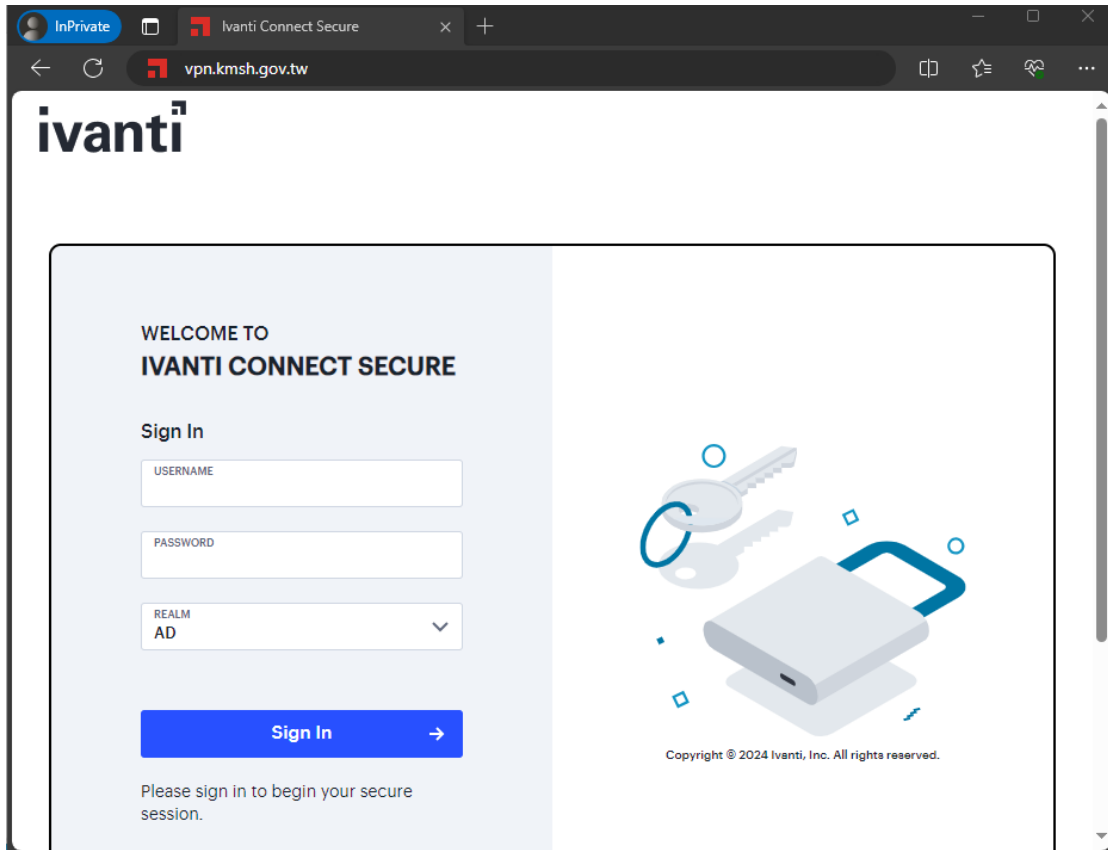 InPrivate
Ivanti Connect Secure
vpn.kmsh.gov.tw
ivanti
WELCOME TO
IVANTI CONNECT SECURE
Sign In
USERNAME
PASSWORD
REALM
AD
Sign In
Please sign in to begin your secure
session.
Copyright © 2024 Ivanti, Inc. All rights reserved.